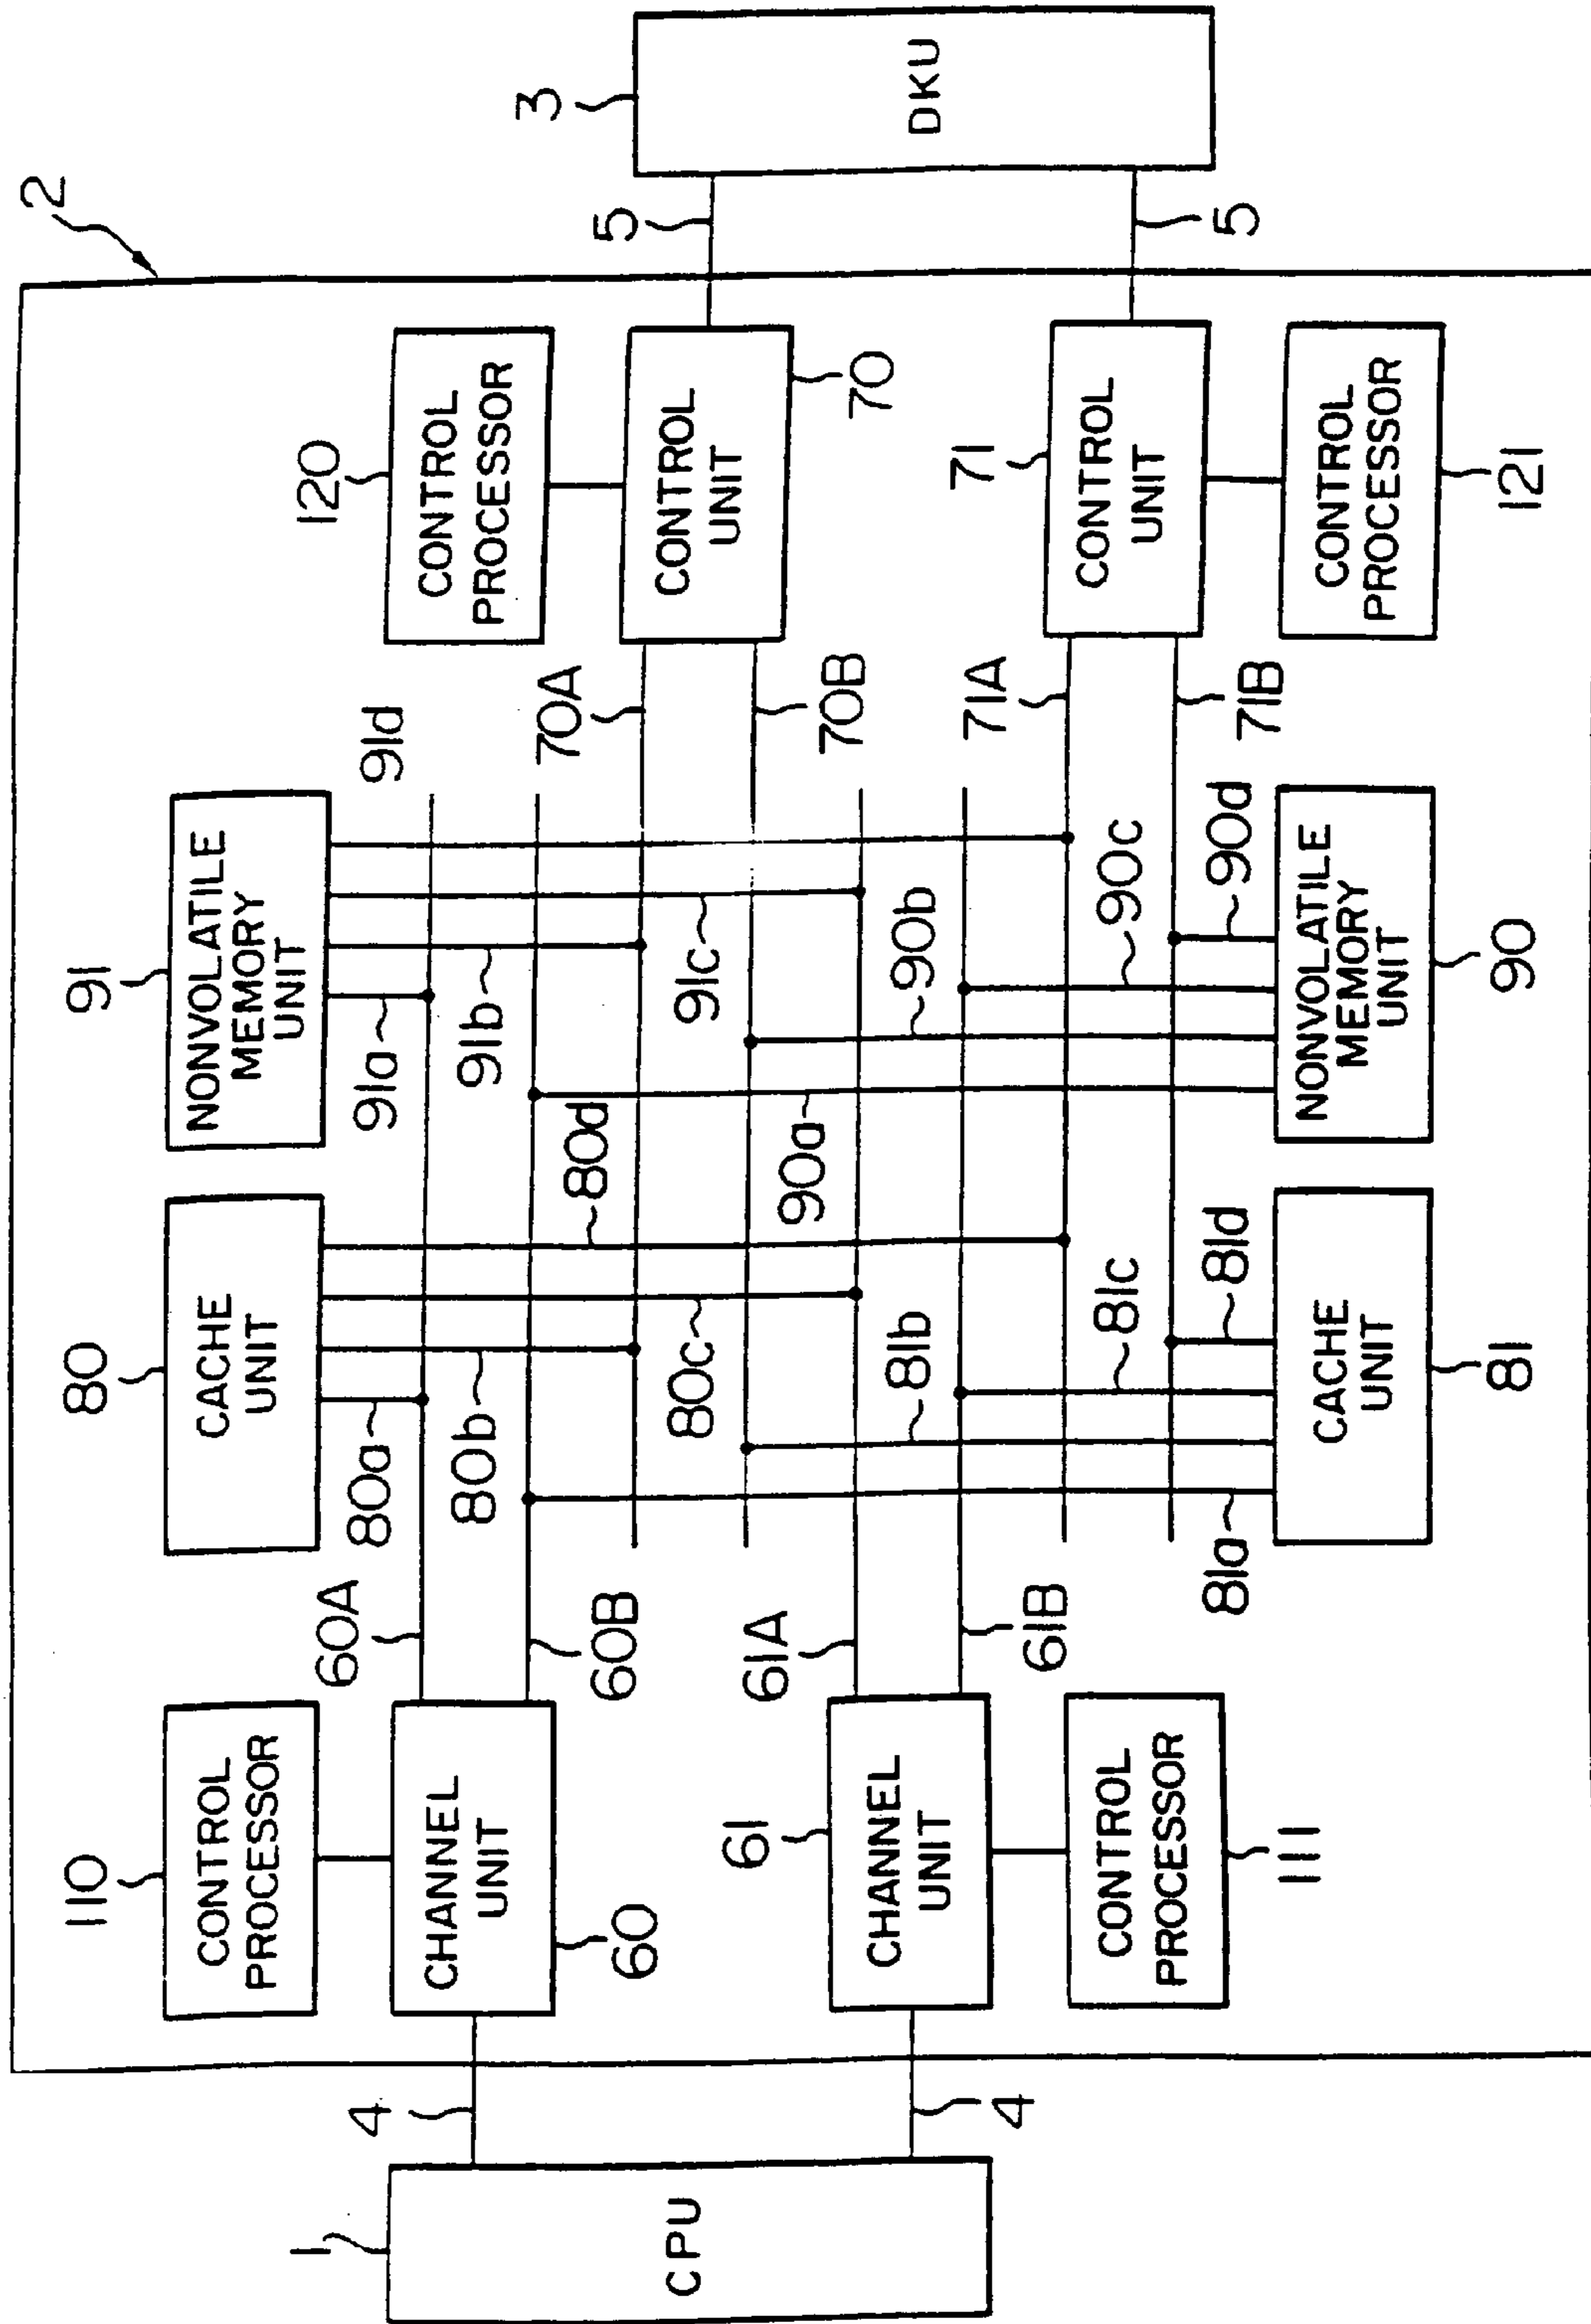 2
110
CONTROL
PROCESSOR
80
CACHE
UNIT
91
NONVOLATILE
MEMORY
UNIT
120
CONTROL
PROCESSOR
3
DKU
1
CPU
4
4
CHANNEL
UNIT
60
60A
60B
80a
80b
80c
80d
91a
91b
91c
91d
70A
70B
CONTROL
UNIT
70
5
5
61
CHANNEL
UNIT
61A
61B
81a
81b
81c
81d
90a
90b
90c
90d
71A
71B
71
CONTROL
UNIT
CONTROL
PROCESSOR
111
CACHE
UNIT
81
NONVOLATILE
MEMORY
UNIT
90
CONTROL
PROCESSOR
121